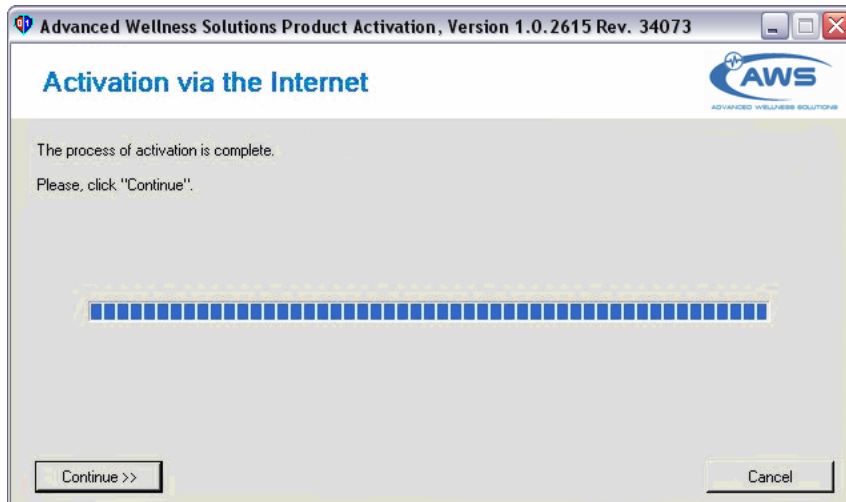 Advanced Wellness Solutions Product Activation, Version 1.0.2615 Rev. 34073
Activation via the Internet
AWS
ADVANCED WELLNESS SOLUTIONS
The process of activation is complete.
Please, click "Continue".
Continue >>
Cancel